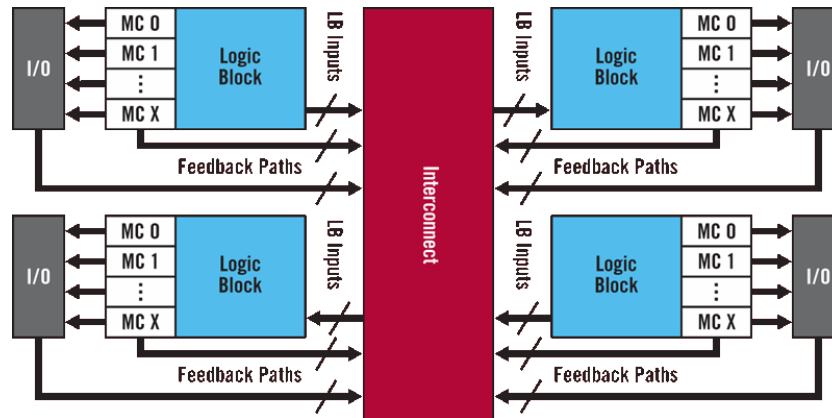 MC 0
MC 1
⋮
MC X
I/O
Logic
Block
LB Inputs
Feedback Paths
Interconnect
LB Inputs
Logic
Block
MC 0
MC 1
⋮
MC X
I/O
Feedback Paths
MC 0
MC 1
⋮
MC X
I/O
Logic
Block
LB Inputs
Feedback Paths
LB Inputs
Logic
Block
MC 0
MC 1
⋮
MC X
I/O
Feedback Paths